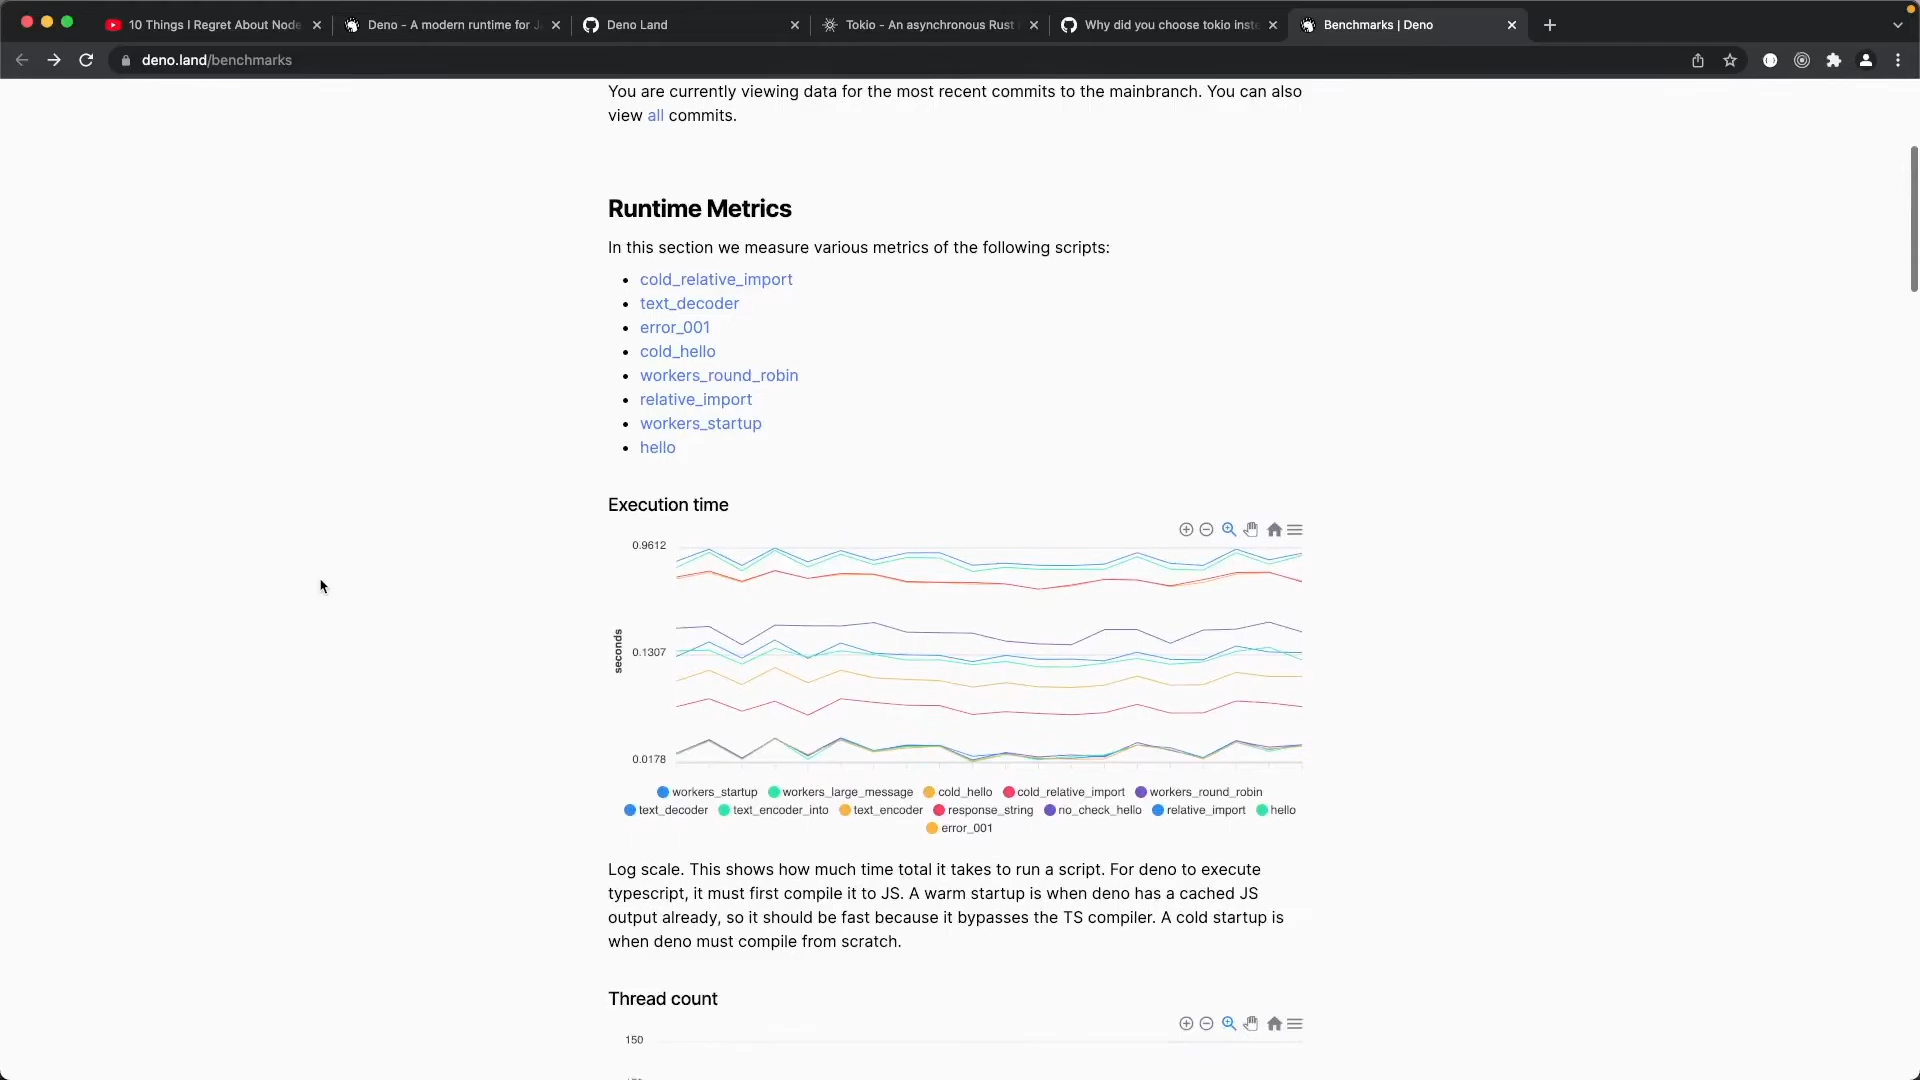 10 Things I Regret About Node
Deno - A modern runtime for J
Deno Land
Tokio - An asynchronous Rust
Why did you choose tokio inste
Benchmarks | Deno
deno.land/benchmarks
You are currently viewing data for the most recent commits to the mainbranch. You can also
view all commits.
Runtime Metrics
In this section we measure various metrics of the following scripts:
cold_relative_import
text_decoder
error_001
cold_hello
workers_round_robin
relative_import
workers_startup
hello
Execution time
0.9612
seconds
0.1307
0.0178
workers_startup workers_large_message cold_hello cold_relative_import workers_round_robin
text_decoder text_encoder_into text_encoder response_string no_check_hello relative_import hello
error_001
Log scale. This shows how much time total it takes to run a script. For deno to execute
typescript, it must first compile it to JS. A warm startup is when deno has a cached JS
output already, so it should be fast because it bypasses the TS compiler. A cold startup is
when deno must compile from scratch.
Thread count
150